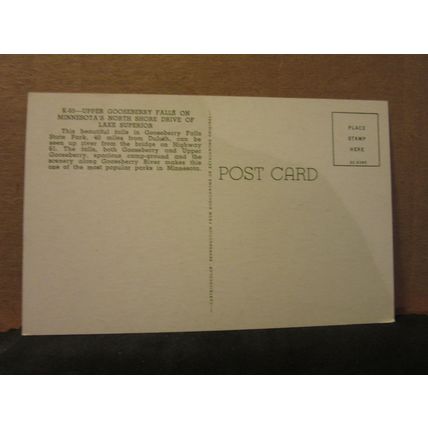 K-55—UPPER GOOSEBERRY FALLS ON
MINNESOTA'S NORTH SHORE DRIVE OF
LAKE SUPERIOR
This beautiful falls in Gooseberry Falls
State Park, 40 miles from Duluth, can be
seen up river from the bridge on Highway
61. The falls, both Gooseberry and Upper
Gooseberry, spacious camp-ground and the
scenery along Gooseberry River makes this
one of the most popular parks in Minnesota.
POST CARD
PLACE
STAMP
HERE